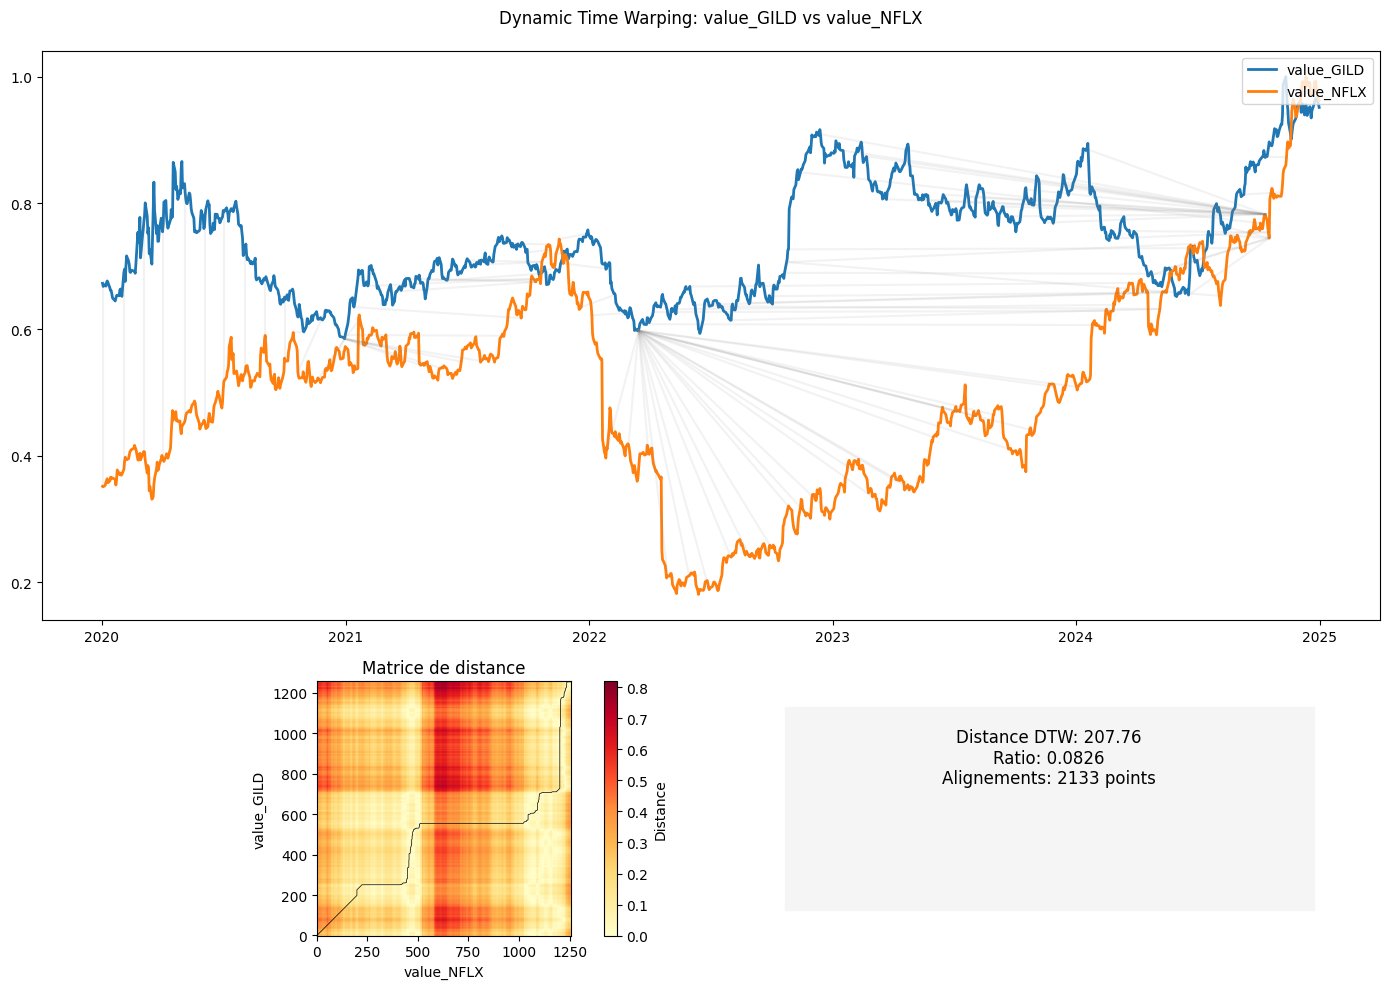 Dynamic Time Warping: value_GILD vs value_NFLX
value_GILD
value_NFLX
1.0
0.8
0.6
0.4
0.2
2020 2021 2022 2023 2024 2025
Matrice de distance
value_GILD
1200
1000
800
600
400
200
0
0 250 500 750 1000 1250
value_NFLX
0.8
0.7
0.6
0.5
0.4
0.3
0.2
0.1
0.0
Distance
Distance DTW: 207.76
Ratio: 0.0826
Alignements: 2133 points